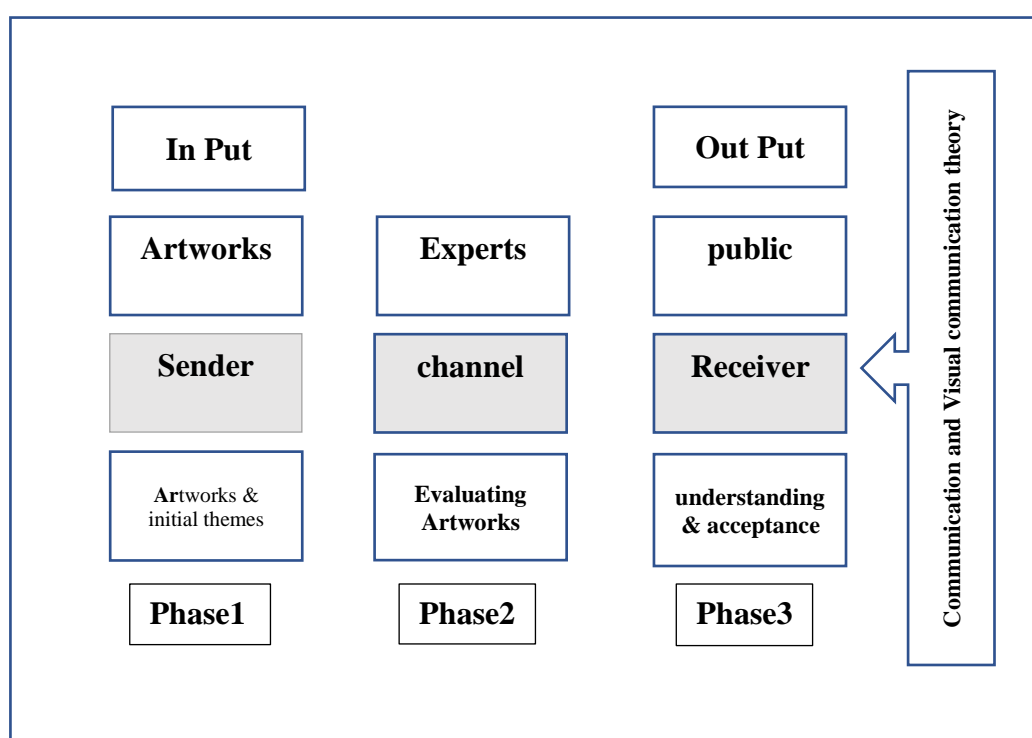 In Put
Out Put
Artworks
Experts
public
Sender
channel
Receiver
Artworks &
initial themes
Evaluating
Artworks
understanding
& acceptance
Phase1
Phase2
Phase3
Communication and Visual communication theory